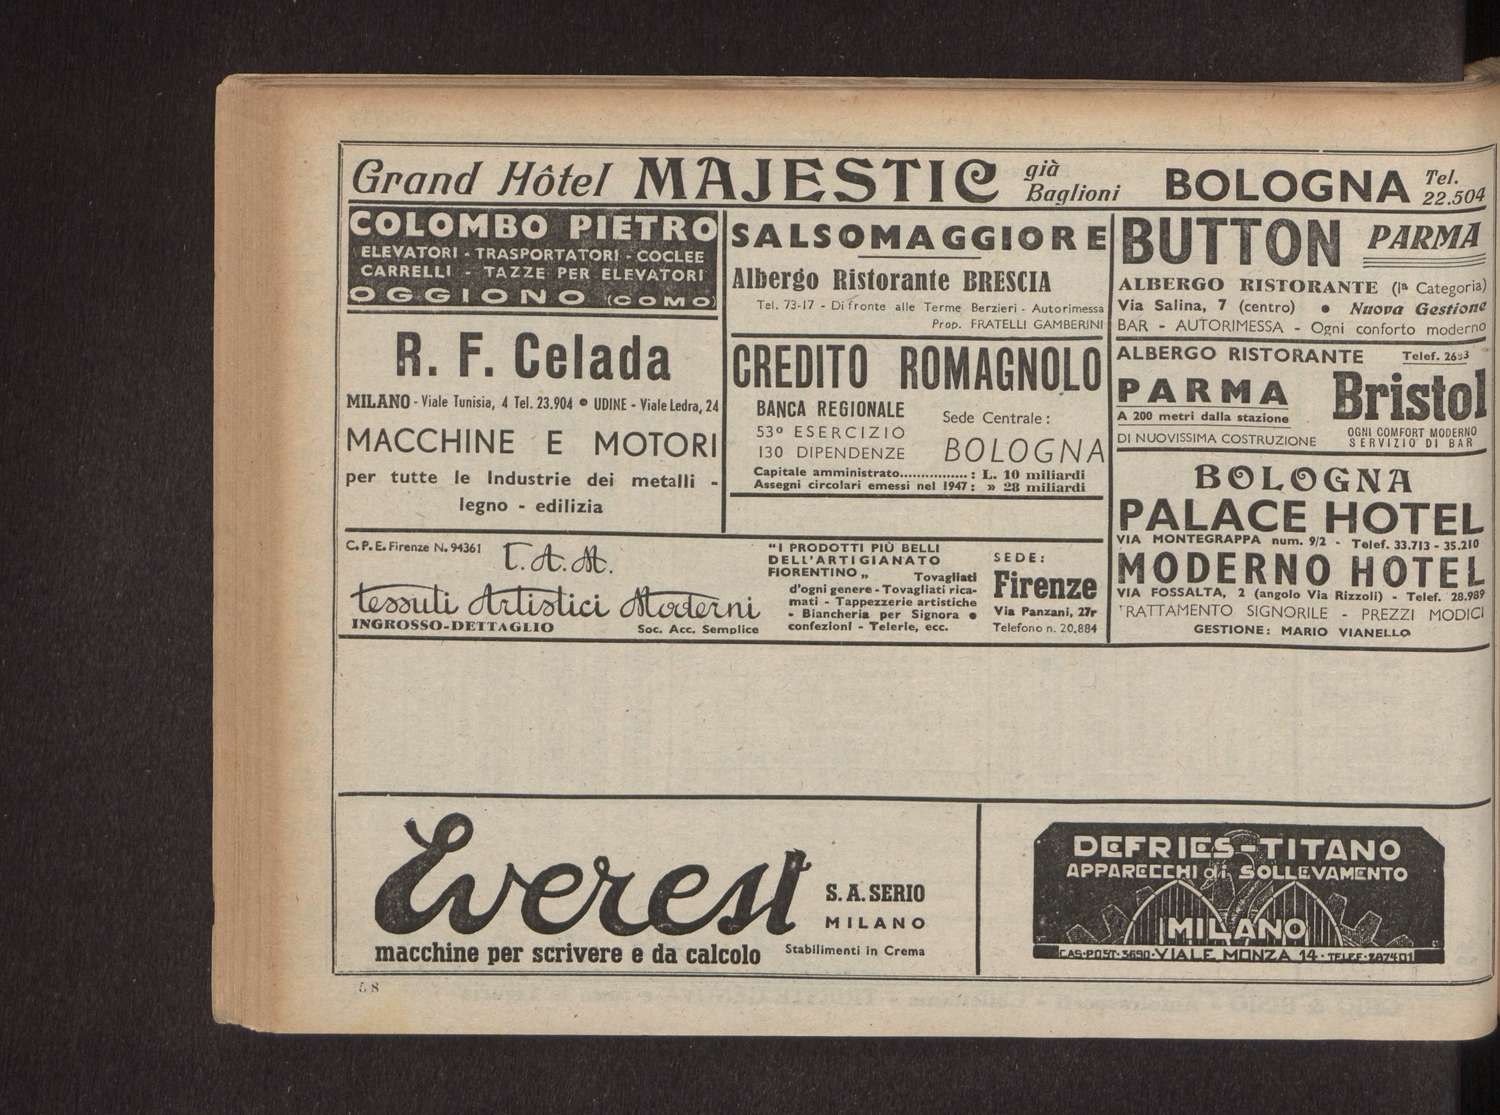 Grand Hôtel MAJESTIC già Baglioni BOLOGNA Tel. 22.504
COLOMBO PIETRO
ELEVATORI - TRASPORTATORI - COCLEE
CARRELLI - TAZZE PER ELEVATORI
OGGIONO (COMO)
R. F. Celada
MILANO - Viale Tunisia, 4 Tel. 23.904 • UDINE - Viale Ledra, 24
MACCHINE E MOTORI
per tutte le Industrie dei metalli -
legno - edilizia
SALSOMAGGIORE
Albergo Ristorante BRESCIA
Tel. 73-17 - Di fronte alle Terme Berzieri - Autorimessa
Prop. FRATELLI GAMBERINI
CREDITO ROMAGNOLO
BANCA REGIONALE
53º ESERCIZIO
130 DIPENDENZE
Sede Centrale:
BOLOGNA
Capitale amministrato...............: L. 10 miliardi
Assegni circolari emessi nel 1947: » 28 miliardi
BUTTON PARMA
ALBERGO RISTORANTE (Iª Categoria)
Via Salina, 7 (centro) • Nuova Gestione
BAR - AUTORIMESSA - Ogni conforto moderno
ALBERGO RISTORANTE Telef.
PARMA Bristol
A 200 metri dalla stazione
DI NUOVISSIMA COSTRUZIONE
OGNI COMFORT MODERNO
SERVIZIO DI BAR
BOLOGNA
PALACE HOTEL
VIA MONTEGRAPPA num. 9/2 - Telef. 33.713 - 35.210
MODERNO HOTEL
VIA FOSSALTA, 2 (angolo Via Rizzoli) - Telef. 28.989
TRATTAMENTO SIGNORILE - PREZZI MODICI
GESTIONE: MARIO VIANELLO
C.P.E. Firenze N. 94361
T.A.M.
Tessuti Artistici Moderni
INGROSSO-DETTAGLIO Soc. Acc. Semplice
"I PRODOTTI PIÙ BELLI
DELL'ARTIGIANATO
FIORENTINO„ Tovagliati
d'ogni genere - Tovagliati rica-
mati - Tappezzerie artistiche
- Biancheria per Signora •
confezioni - Telerie, ecc.
SEDE:
Firenze
Via Panzani, 27r
Telefono n. 20.884
Everest
S. A. SERIO
MILANO
macchine per scrivere e da calcolo Stabilimenti in Crema
DEFRIES-TITANO
APPARECCHI di SOLLEVAMENTO
MILANO
CAS·POST·3690·VIALE MONZA 14·TELEF·287401
58